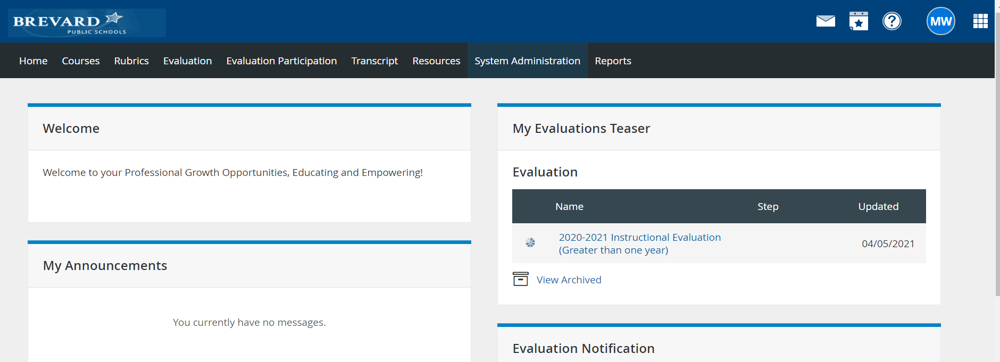 BREVARD
PUBLIC SCHOOLS
?
MW
Home Courses Rubrics Evaluation Evaluation Participation Transcript Resources System Administration Reports
Welcome
Welcome to your Professional Growth Opportunities, Educating and Empowering!
My Announcements
You currently have no messages.
My Evaluations Teaser
Evaluation
Name Step Updated
2020-2021 Instructional Evaluation
(Greater than one year) 04/05/2021
View Archived
Evaluation Notification